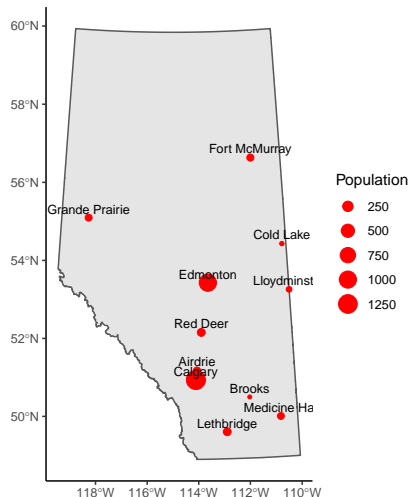 60°N
58°N
Fort McMurray
56°N
Grande Prairie
Cold Lake
54°N
Edmonton
Lloydminst
52°N
Red Deer
Airdrie
Calgary
Brooks
Medicine Ha
50°N
Lethbridge
118°W 116°W 114°W 112°W 110°W
Population
250
500
750
1000
1250